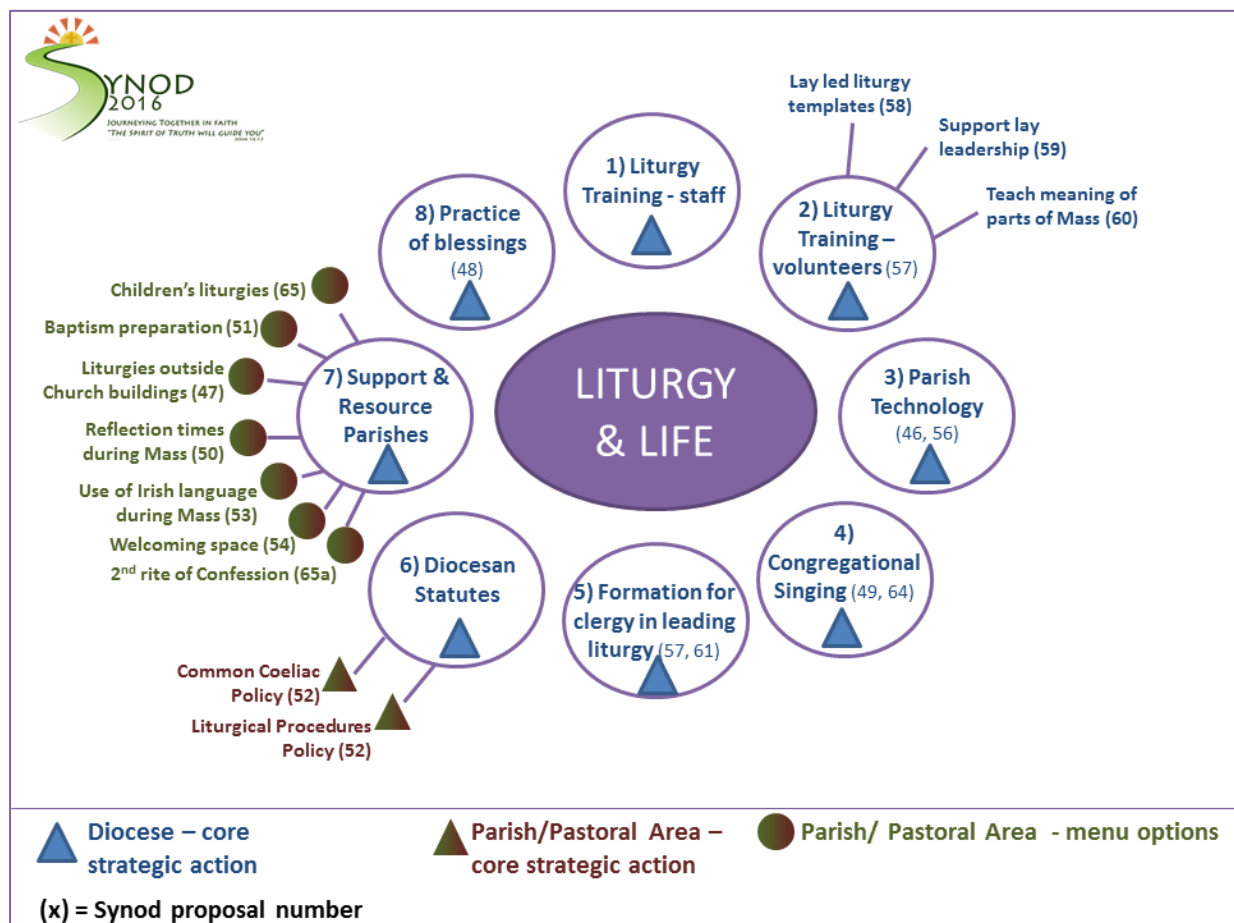 SYNOD
2016
JOURNEYING TOGETHER IN FAITH
"THE SPIRIT OF TRUTH WILL GUIDE YOU"
JOHN 16:13
LITURGY
& LIFE
1) Liturgy
Training - staff
2) Liturgy
Training –
volunteers (57)
Lay led liturgy
templates (58)
Support lay
leadership (59)
Teach meaning of
parts of Mass (60)
3) Parish
Technology
(46, 56)
4)
Congregational
Singing (49, 64)
5) Formation for
clergy in leading
liturgy (57, 61)
6) Diocesan
Statutes
Common Coeliac
Policy (52)
Liturgical Procedures
Policy (52)
7) Support &
Resource
Parishes
Children's liturgies (65)
Baptism preparation (51)
Liturgies outside
Church buildings (47)
Reflection times
during Mass (50)
Use of Irish language
during Mass (53)
Welcoming space (54)
2nd rite of Confession (65a)
8) Practice
of blessings
(48)
Diocese – core
strategic action
Parish/Pastoral Area –
core strategic action
Parish/ Pastoral Area - menu options
(x) = Synod proposal number